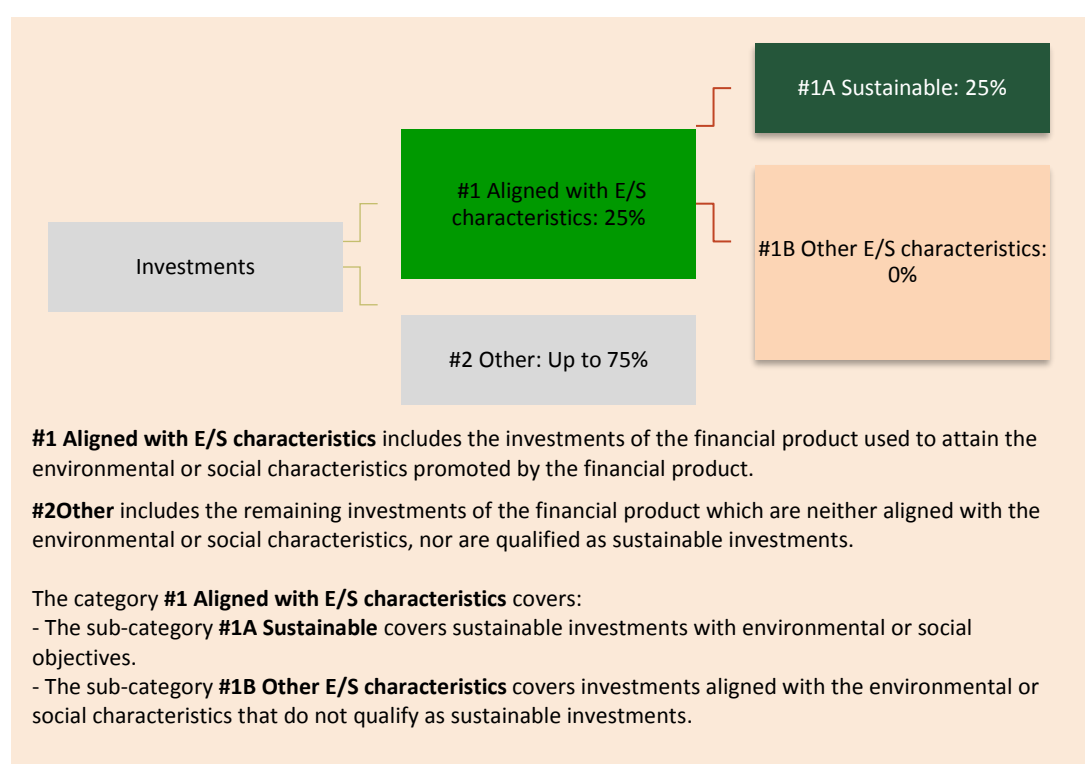 #1A Sustainable: 25%
#1 Aligned with E/S
characteristics: 25%
#1B Other E/S characteristics:
0%
Investments
#2 Other: Up to 75%
#1 Aligned with E/S characteristics includes the investments of the financial product used to attain the
environmental or social characteristics promoted by the financial product.
#2Other includes the remaining investments of the financial product which are neither aligned with the
environmental or social characteristics, nor are qualified as sustainable investments.
The category #1 Aligned with E/S characteristics covers:
- The sub-category #1A Sustainable covers sustainable investments with environmental or social
objectives.
- The sub-category #1B Other E/S characteristics covers investments aligned with the environmental or
social characteristics that do not qualify as sustainable investments.